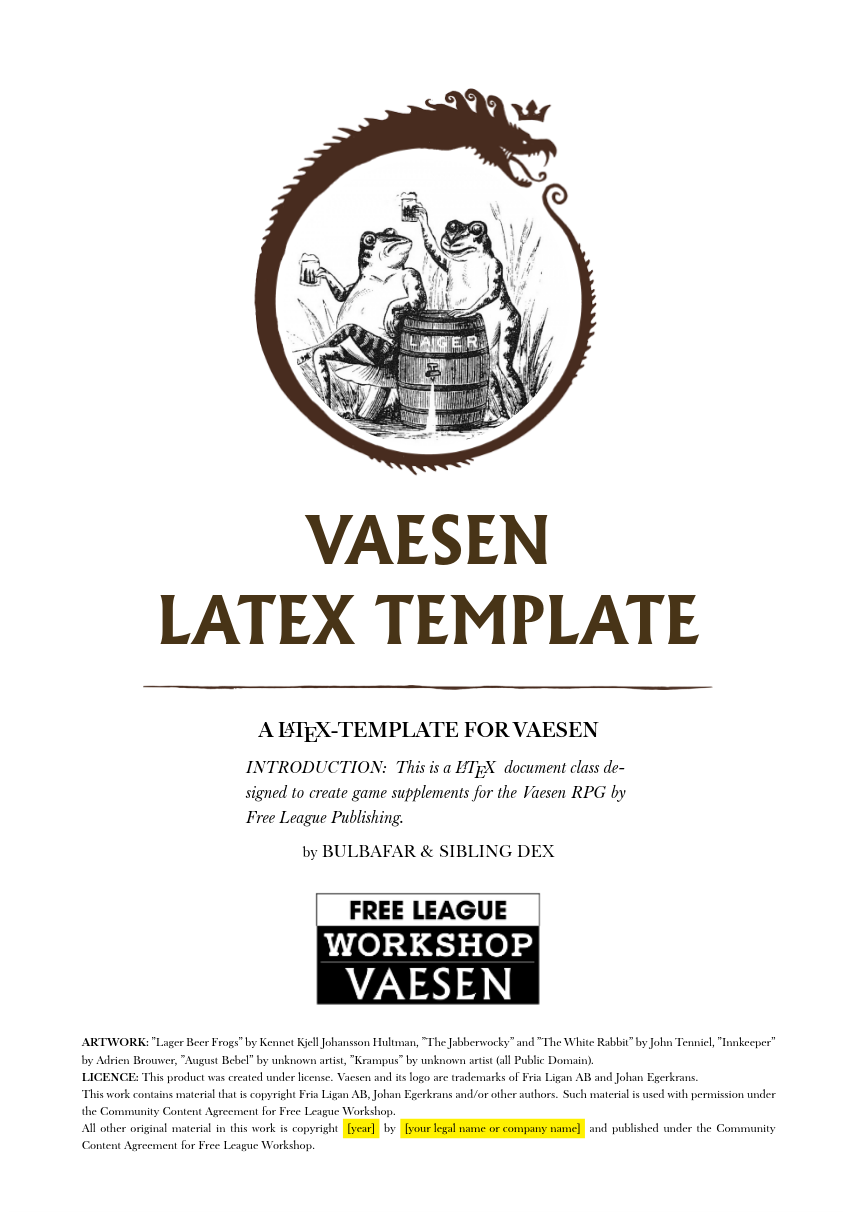 LAGER
VAESEN
LATEX TEMPLATE
A LATEX-TEMPLATE FOR VAESEN
INTRODUCTION: This is a LATEX document class de-
signed to create game supplements for the Vaesen RPG by
Free League Publishing.
by BULBAFAR & SIBLING DEX
FREE LEAGUE
WORKSHOP
VAESEN
ARTWORK: ”Lager Beer Frogs” by Kennet Kjell Johansson Hultman, ”The Jabberwocky” and ”The White Rabbit” by John Tenniel, ”Innkeeper”
by Adrien Brouwer, ”August Bebel” by unknown artist, ”Krampus” by unknown artist (all Public Domain).
LICENCE: This product was created under license. Vaesen and its logo are trademarks of Fria Ligan AB and Johan Egerkrans.
This work contains material that is copyright Fria Ligan AB, Johan Egerkrans and/or other authors. Such material is used with permission under
the Community Content Agreement for Free League Workshop.
All other original material in this work is copyright [year] by [your legal name or company name] and published under the Community
Content Agreement for Free League Workshop.